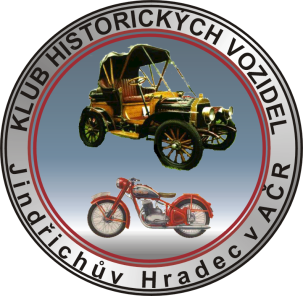 KLUB HISTORICKÝCH VOZIDEL
Jindřichův Hradec v AČR